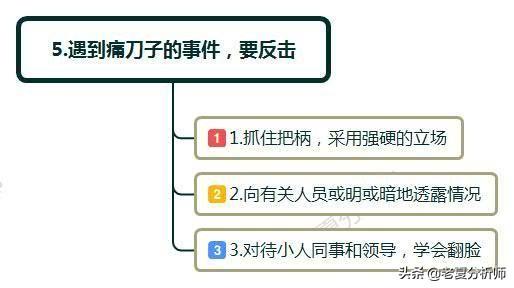 5.遇到痛刀子的事件，要反击
1 1.抓住把柄，采用强硬的立场
2 2.向有关人员或明或暗地透露情况
3 3.对待小人同事和领导，学会翻脸
头条 @老夏分析师